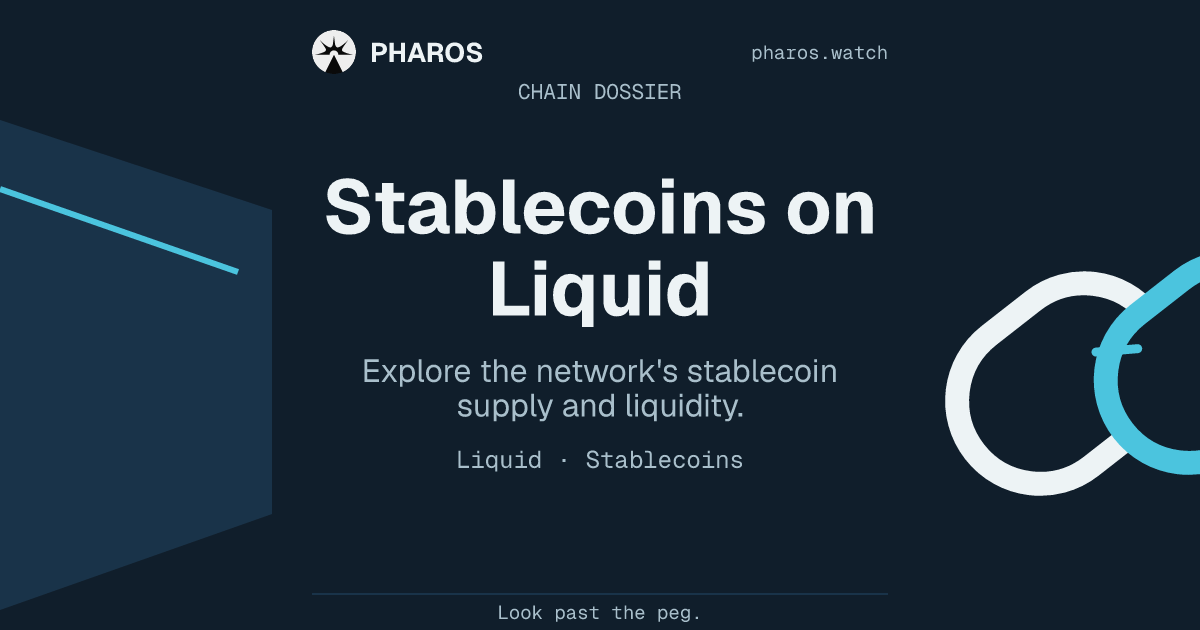 PHAROS
pharos.watch
CHAIN DOSSIER
Stablecoins on
Liquid
Explore the network's stablecoin
supply and liquidity.
Liquid · Stablecoins
Look past the peg.